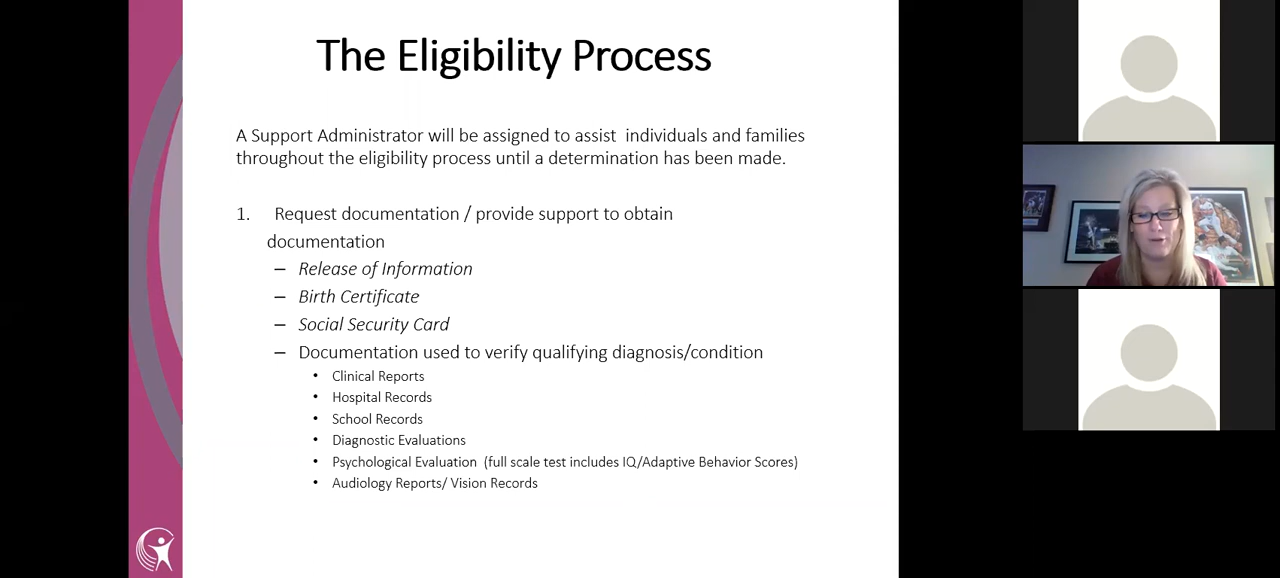 The Eligibility Process
A Support Administrator will be assigned to assist individuals and families
throughout the eligibility process until a determination has been made.
1. Request documentation / provide support to obtain
documentation
– Release of Information
– Birth Certificate
– Social Security Card
– Documentation used to verify qualifying diagnosis/condition
• Clinical Reports
• Hospital Records
• School Records
• Diagnostic Evaluations
• Psychological Evaluation (full scale test includes IQ/Adaptive Behavior Scores)
• Audiology Reports/ Vision Records